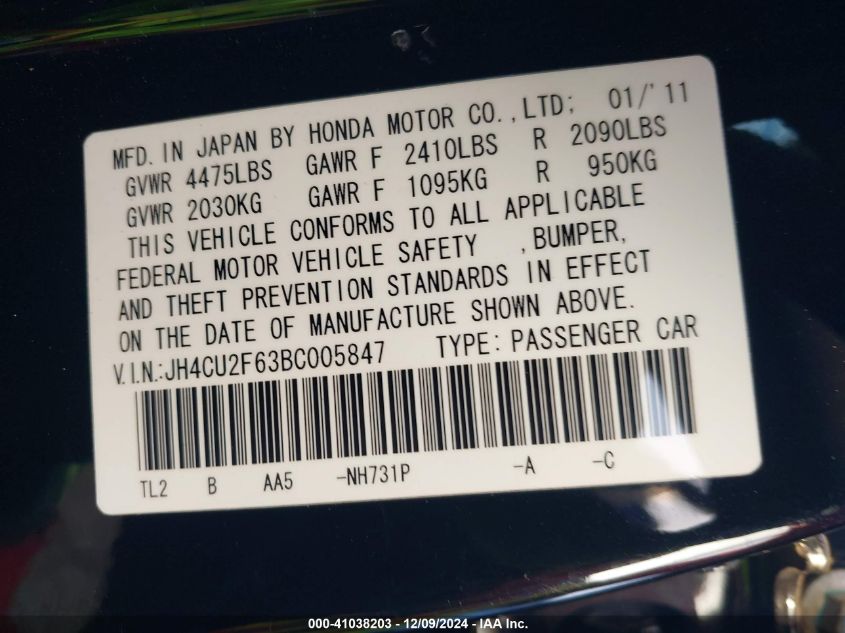 MFD. IN JAPAN BY HONDA MOTOR CO.,LTD; 01/'11
GVWR 4475LBS GAWR F 2410LBS R 2090LBS
GVWR 2030KG GAWR F 1095KG R 950KG
THIS VEHICLE CONFORMS TO ALL APPLICABLE
FEDERAL MOTOR VEHICLE SAFETY ,BUMPER,
AND THEFT PREVENTION STANDARDS IN EFFECT
ON THE DATE OF MANUFACTURE SHOWN ABOVE.
V.I.N.:JH4CU2F63BC005847 TYPE:PASSENGER CAR
TL2 B AA5 -NH731P -A -C
000-41038203 - 12/09/2024 - IAA Inc.